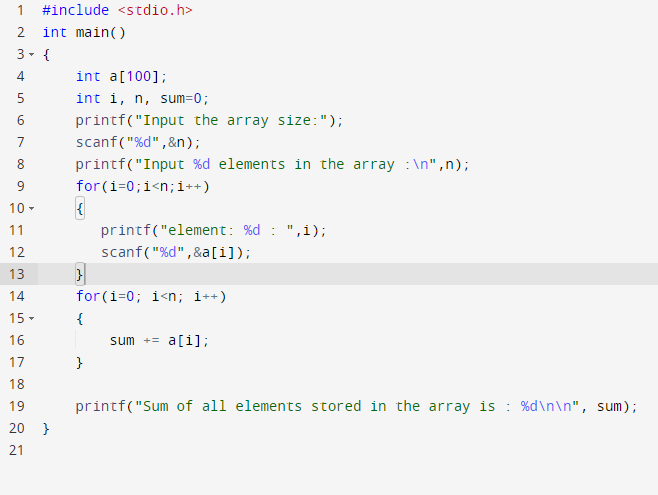 1 #include <stdio.h>
2 int main()
3 {
4     int a[100];
5     int i, n, sum=0;
6     printf("Input the array size:");
7     scanf("%d",&n);
8     printf("Input %d elements in the array :\n",n);
9     for(i=0;i<n;i++)
10     {
11        printf("element: %d : ",i);
12        scanf("%d",&a[i]);
13     }
14     for(i=0; i<n; i++)
15     {
16         sum += a[i];
17     }
18
19     printf("Sum of all elements stored in the array is : %d\n\n", sum);
20 }
21